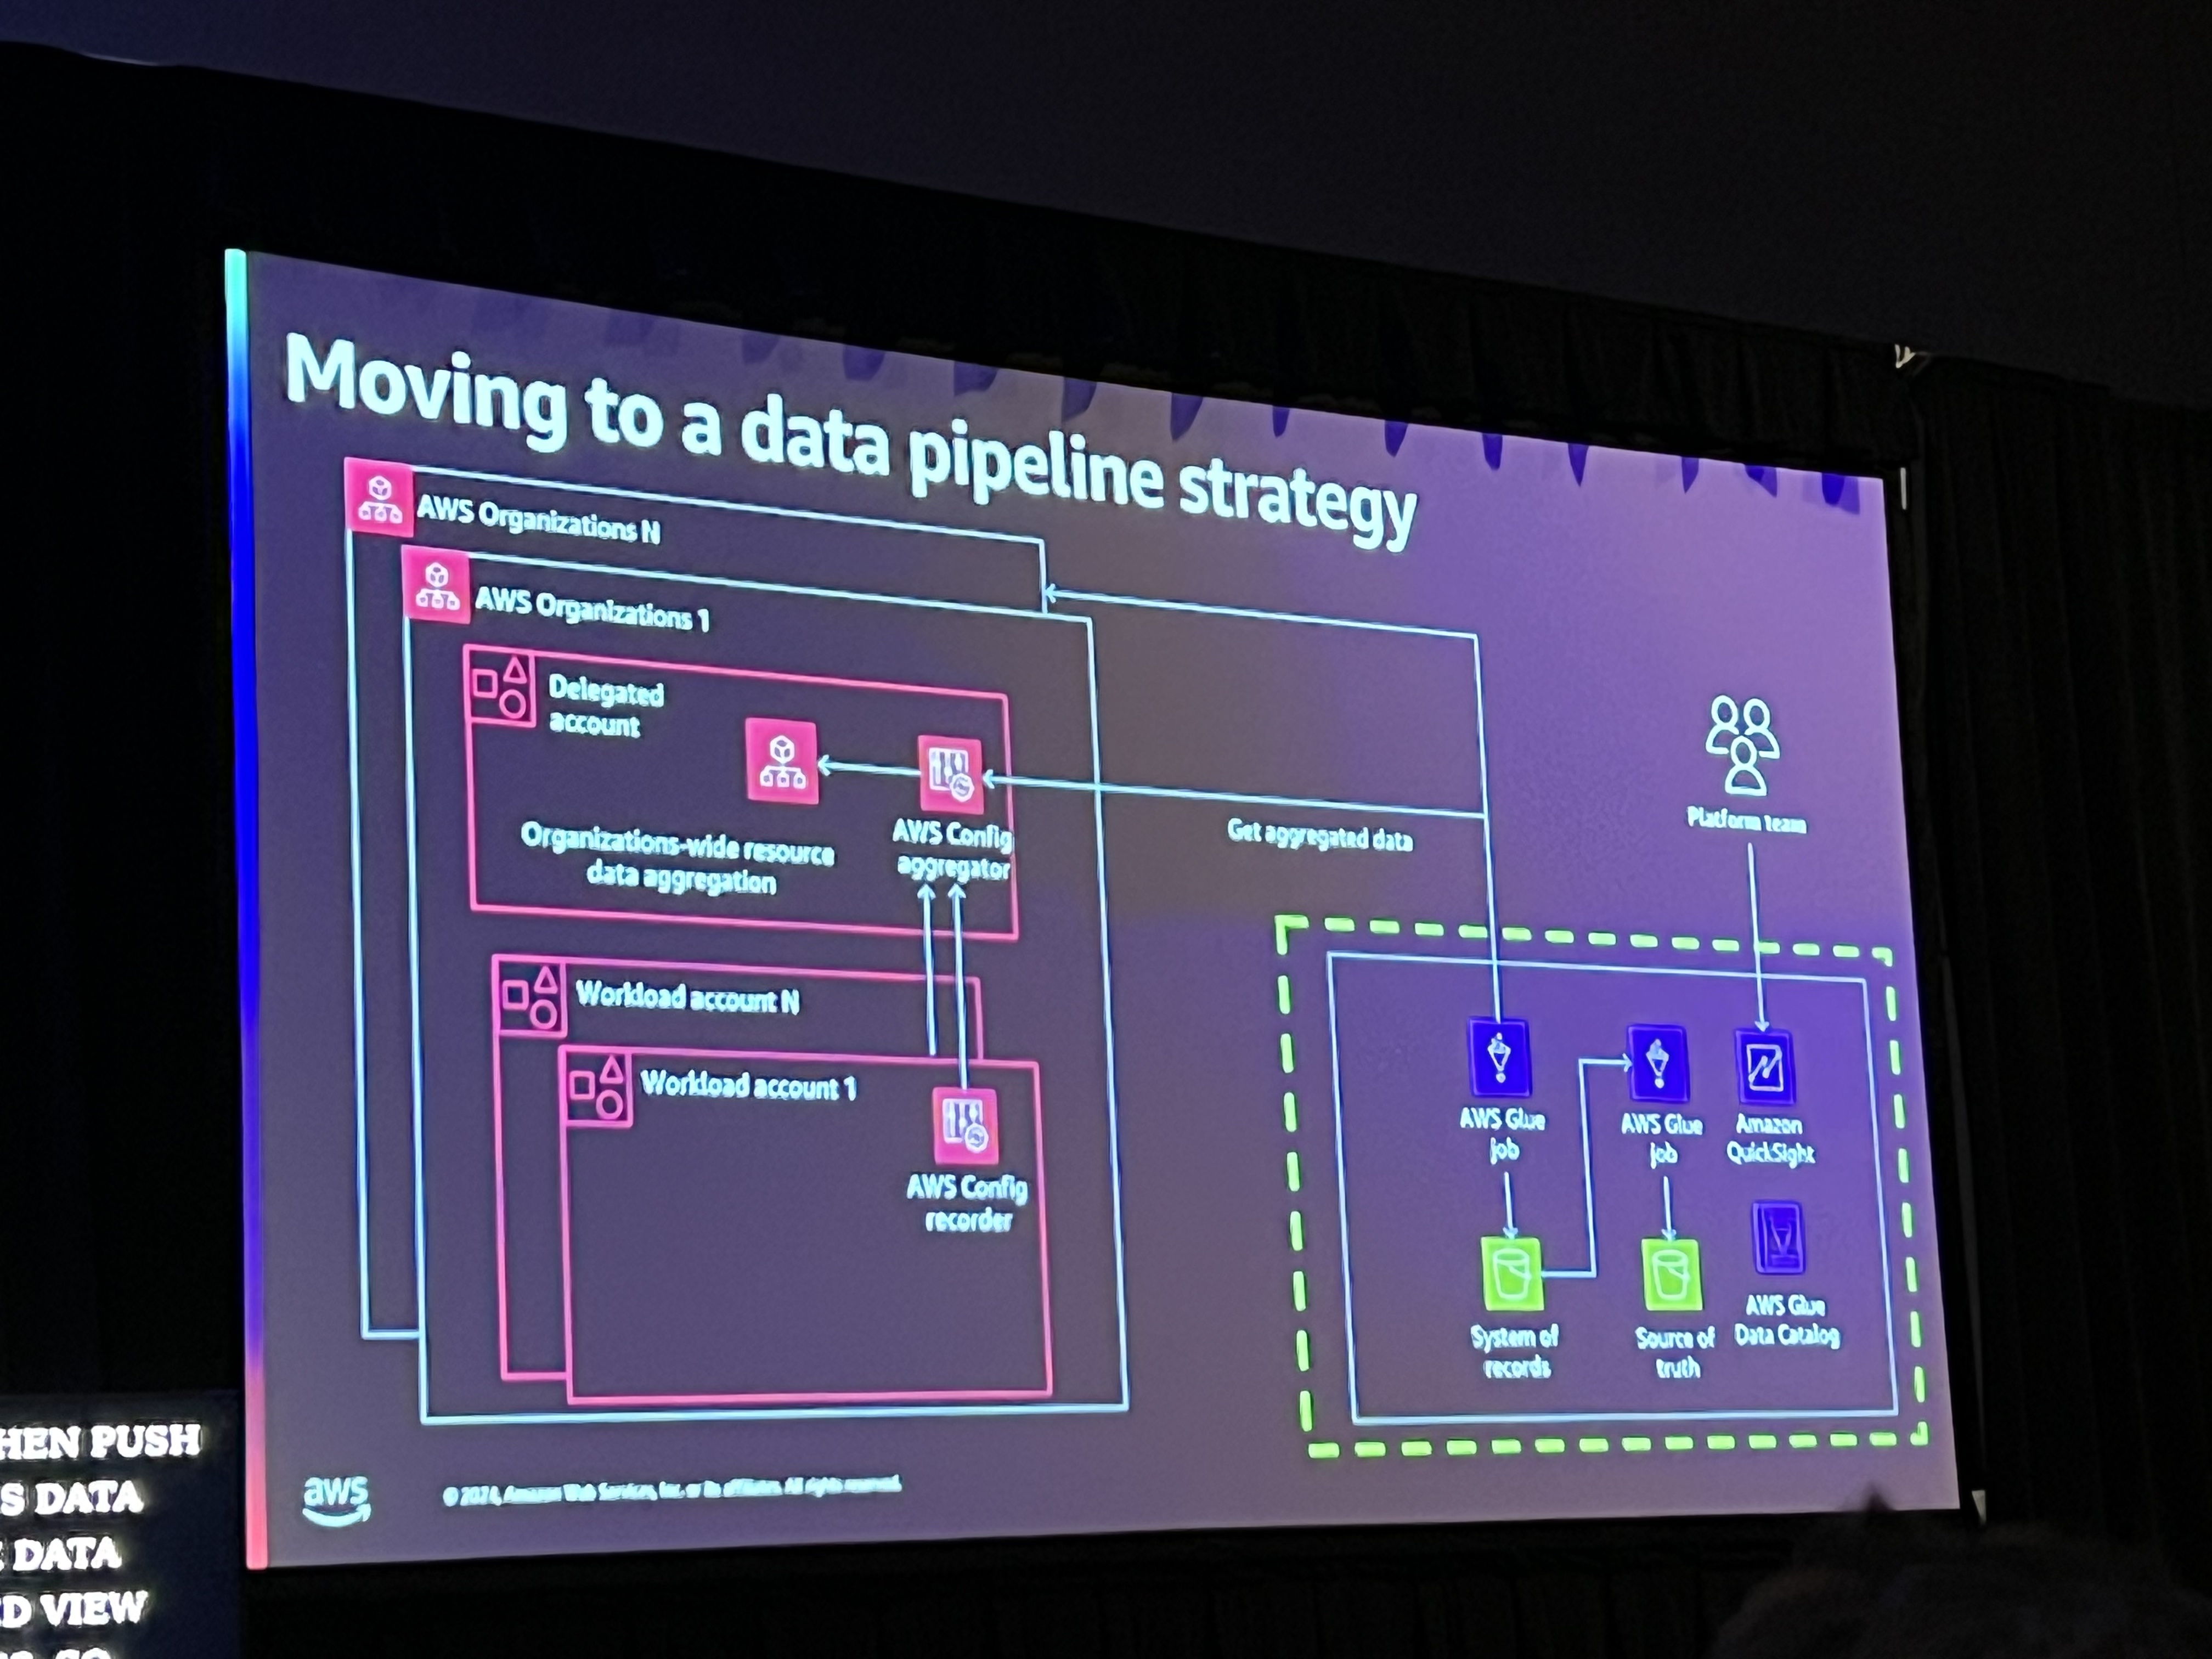 Moving to a data pipeline strategy
AWS Organizations N
AWS Organizations 1
Delegated
account
Organizations-wide resource
data aggregation
AWS Config
aggregator
Get aggregated data
Workload account N
Workload account 1
AWS Config
recorder
Platform team
AWS Glue
job
AWS Glue
job
Amazon
QuickSight
System of
records
Source of
truth
AWS Glue
Data Catalog
aws
© 2024, Amazon Web Services, Inc. or its affiliates. All rights reserved.
HEN PUSH
S DATA
DATA
D VIEW